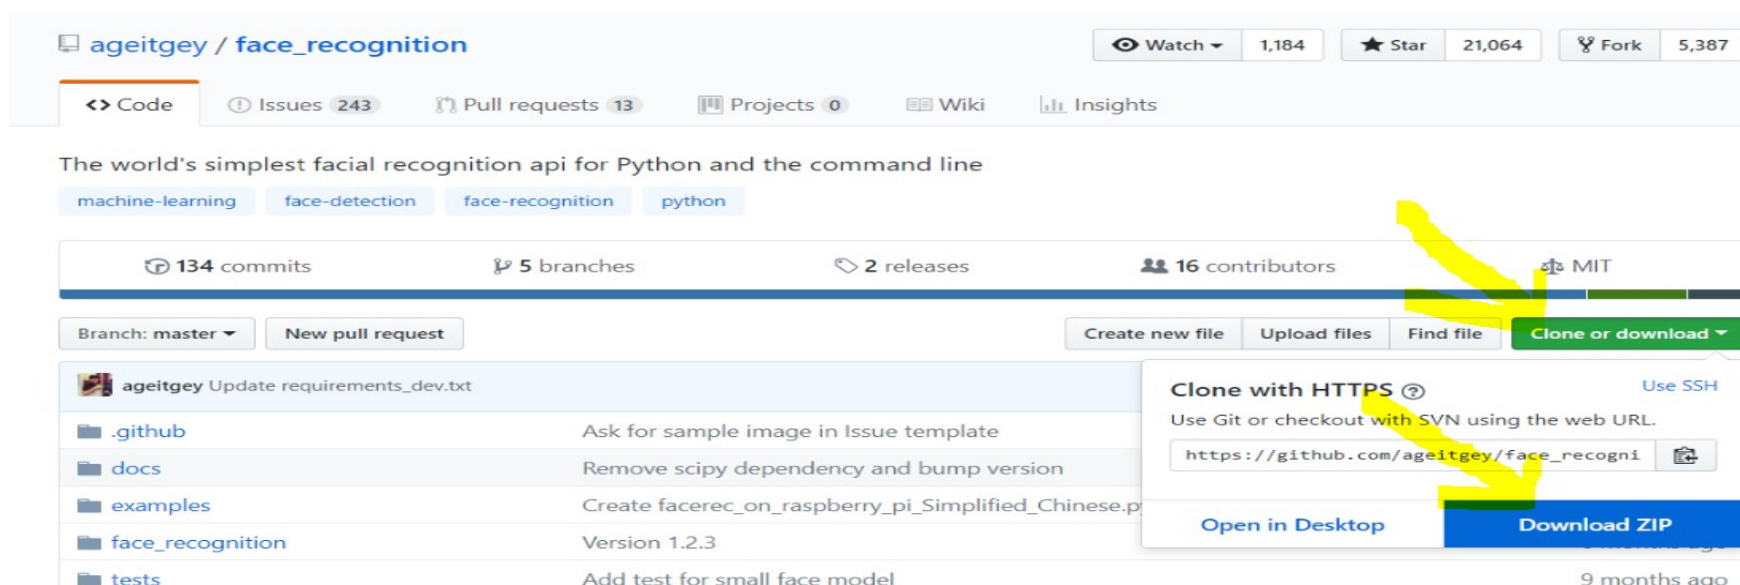 ageitgey / face_recognition Watch 1,184 Star 21,064 Fork 5,387
Code Issues 243 Pull requests 13 Projects 0 Wiki Insights
The world's simplest facial recognition api for Python and the command line
machine-learning face-detection face-recognition python
134 commits 5 branches 2 releases 16 contributors MIT
Branch: master New pull request Create new file Upload files Find file Clone or download
ageitgey Update requirements_dev.txt
Clone with HTTPS ? Use SSH
Use Git or checkout with SVN using the web URL.
https://github.com/ageitgey/face_recogni
Open in Desktop Download ZIP
.github Ask for sample image in Issue template
docs Remove scipy dependency and bump version
examples Create facerec_on_raspberry_pi_Simplified_Chinese.p
face_recognition Version 1.2.3
tests Add test for small face model 9 months ago